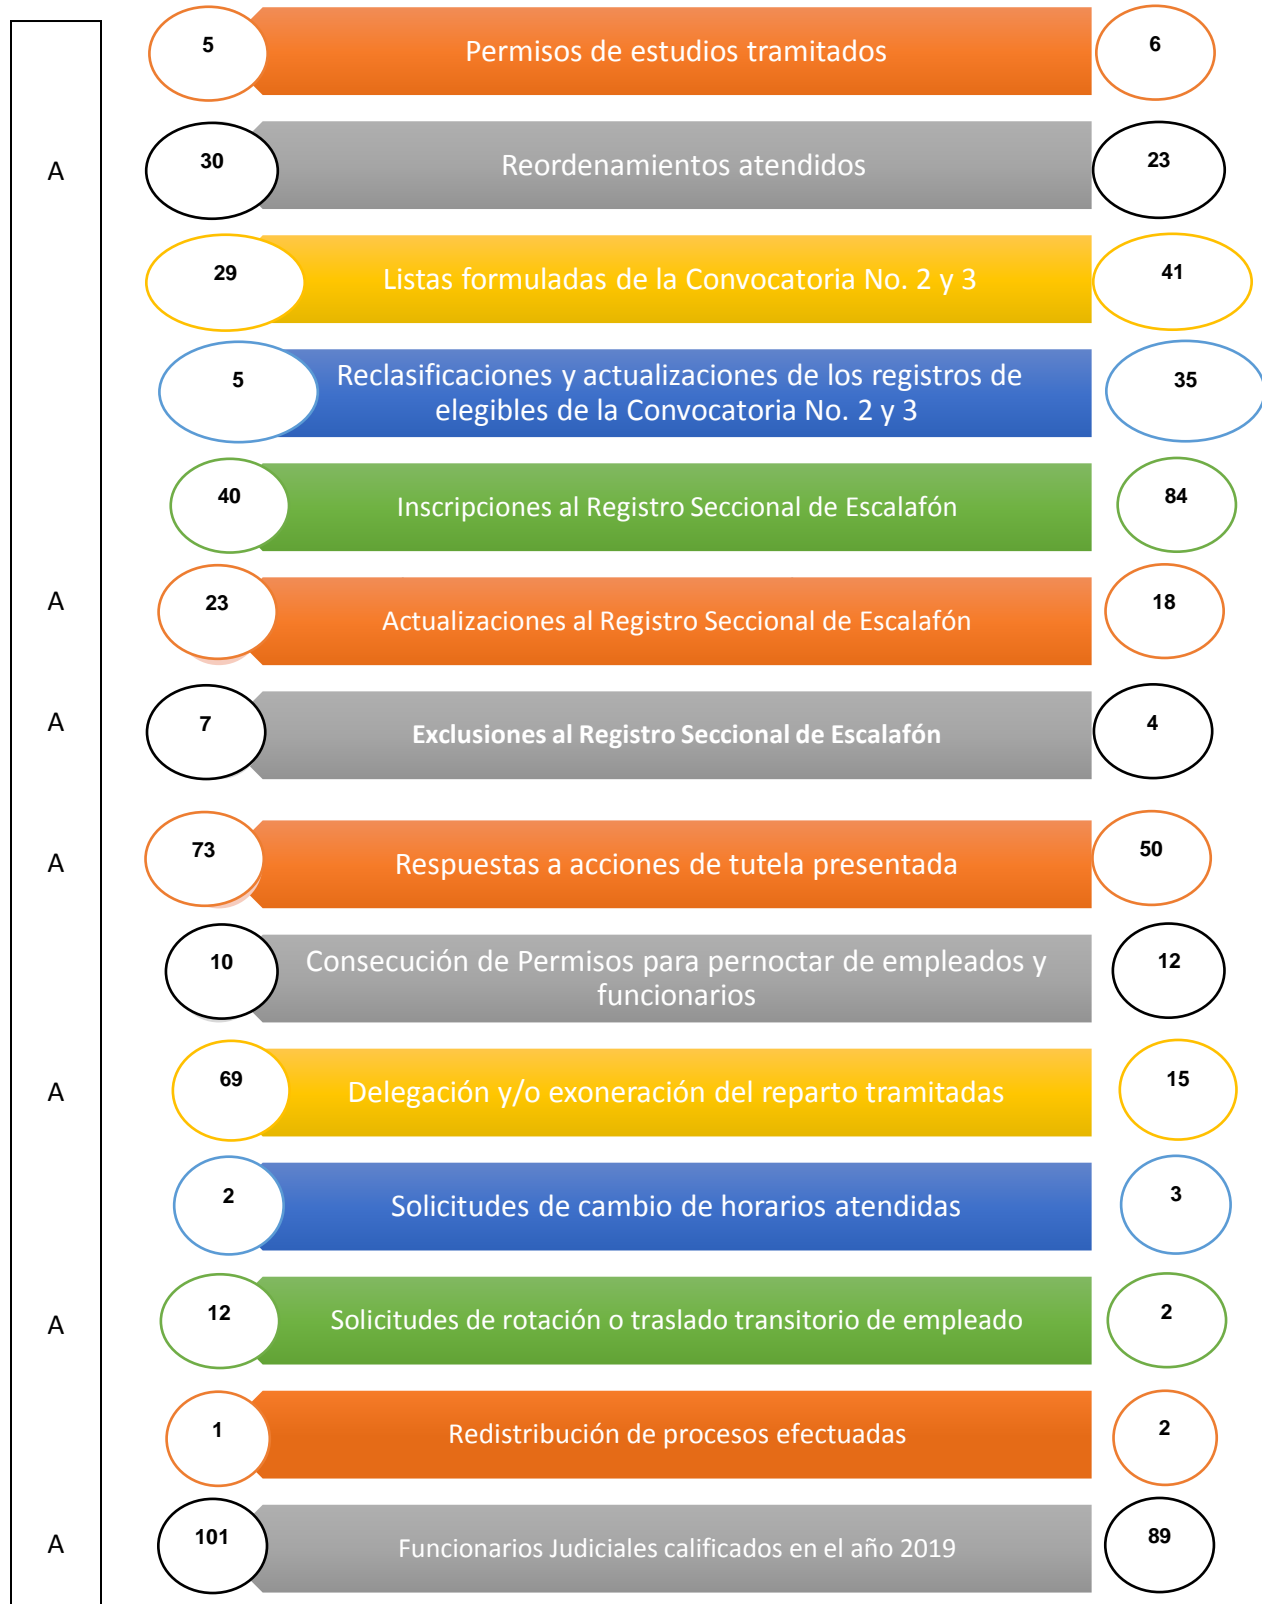 5 Permisos de estudios tramitados 6
A 30 Reordenamientos atendidos 23
29 Listas formuladas de la Convocatoria No. 2 y 3 41
5 Reclasificaciones y actualizaciones de los registros de 35
elegibles de la Convocatoria No. 2 y 3
40 Inscripciones al Registro Seccional de Escalafón 84
A 23 Actualizaciones al Registro Seccional de Escalafón 18
A 7 Exclusiones al Registro Seccional de Escalafón 4
A 73 Respuestas a acciones de tutela presentada 50
10 Consecución de Permisos para pernoctar de empleados y 12
funcionarios
A 69 Delegación y/o exoneración del reparto tramitadas 15
2 Solicitudes de cambio de horarios atendidas 3
A 12 Solicitudes de rotación o traslado transitorio de empleado 2
1 Redistribución de procesos efectuadas 2
A 101 Funcionarios Judiciales calificados en el año 2019 89